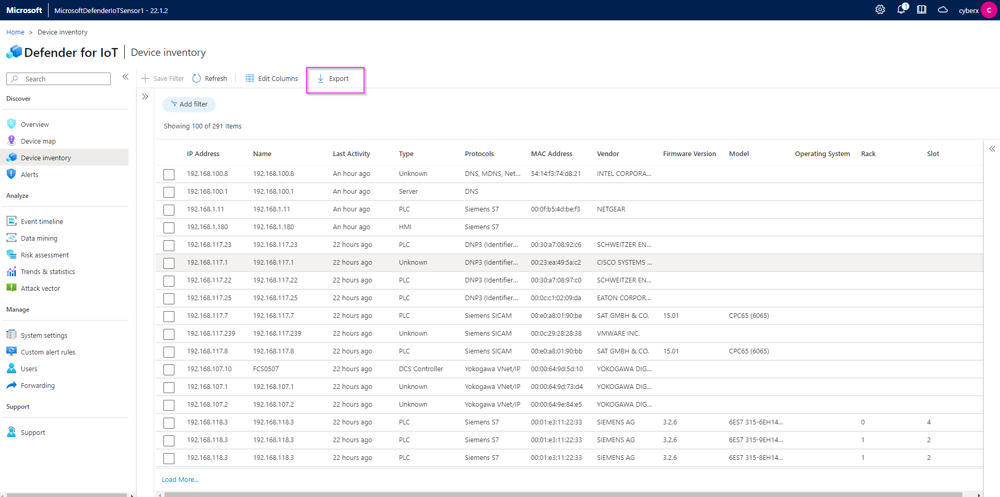 Microsoft MicrosoftDefenderIoTSensor1 - 22.1.2 1 cyberx C
Home > Device inventory
Defender for IoT Device inventory
Search
Save Filter Refresh Edit Columns Export
Discover
Overview
Device map
Device inventory
Alerts
Analyze
Event timeline
Data mining
Risk assessment
Trends & statistics
Attack vector
Manage
System settings
Custom alert rules
Users
Forwarding
Support
Support
Add filter
Showing 100 of 291 Items
IP Address Name Last Activity Type Protocols MAC Address Vendor Firmware Version Model Operating System Rack Slot
192.168.100.8 192.168.100.8 An hour ago Unknown DNS, MDNS, Net... 54:14:f3:74:d8:21 INTEL CORPORA...
192.168.100.1 192.168.100.1 An hour ago Server DNS
192.168.1.11 192.168.1.11 An hour ago PLC Siemens S7 00:0f:b5:4d:be:f3 NETGEAR
192.168.1.180 192.168.1.180 An hour ago HMI Siemens S7
192.168.117.23 192.168.117.23 22 hours ago PLC DNP3 (Identifier... 00:30:a7:08:92:c6 SCHWEITZER EN...
192.168.117.1 192.168.117.1 22 hours ago Unknown DNP3 (Identifier... 00:23:ea:49:5a:c2 CISCO SYSTEMS ...
192.168.117.22 192.168.117.22 22 hours ago PLC DNP3 (Identifier... 00:30:a7:08:97:c0 SCHWEITZER EN...
192.168.117.25 192.168.117.25 22 hours ago PLC DNP3 (Identifier... 00:0c:c1:02:09:da EATON CORPOR...
192.168.117.7 192.168.117.7 22 hours ago PLC Siemens SICAM 00:e0:a8:01:90:be SAT GMBH & CO. 15.01 CPC65 (6065)
192.168.117.239 192.168.117.239 22 hours ago Unknown Siemens SICAM 00:0c:29:28:28:38 VMWARE INC.
192.168.117.8 192.168.117.8 22 hours ago PLC Siemens SICAM 00:e0:a8:01:90:bb SAT GMBH & CO. 15.01 CPC65 (6065)
192.168.107.10 FCS0507 22 hours ago DCS Controller Yokogawa VNet/IP 00:00:64:9d:5d:10 YOKOGAWA DIG...
192.168.107.1 192.168.107.1 22 hours ago Unknown Yokogawa VNet/IP 00:00:64:9d:73:d4 YOKOGAWA DIG...
192.168.107.2 192.168.107.2 22 hours ago Unknown Yokogawa VNet/IP 00:00:64:9e:84:e5 YOKOGAWA DIG...
192.168.118.3 192.168.118.3 22 hours ago PLC Siemens S7 00:01:e3:11:22:33 SIEMENS AG 3.2.6 6ES7 315-6EH14... 0 4
192.168.118.3 192.168.118.3 22 hours ago PLC Siemens S7 00:01:e3:11:22:33 SIEMENS AG 3.2.6 6ES7 315-9EH14... 1 2
192.168.118.3 192.168.118.3 22 hours ago PLC Siemens S7 00:01:e3:11:22:33 SIEMENS AG 3.2.6 6ES7 315-8EH14... 1 2
Load More...